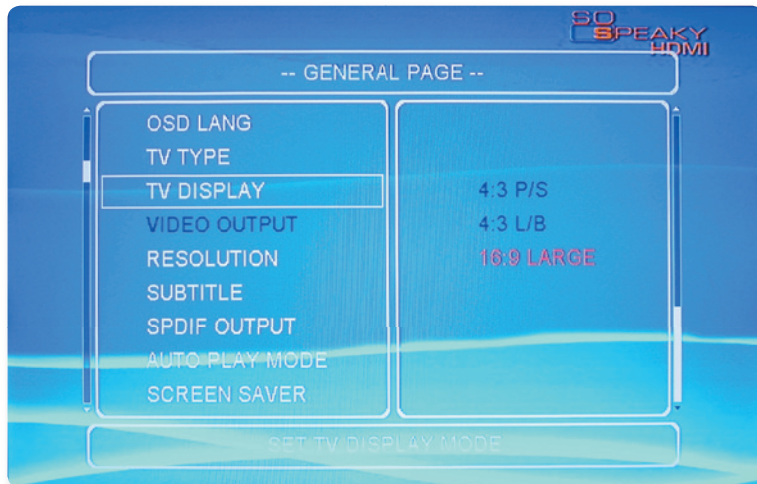 SO
SPEAKY
HDMI
-- GENERAL PAGE --
OSD LANG
TV TYPE
TV DISPLAY
4:3 P/S
VIDEO OUTPUT
4:3 L/B
RESOLUTION
16:9 LARGE
SUBTITLE
SPDIF OUTPUT
AUTO PLAY MODE
SCREEN SAVER
SET TV DISPLAY MODE